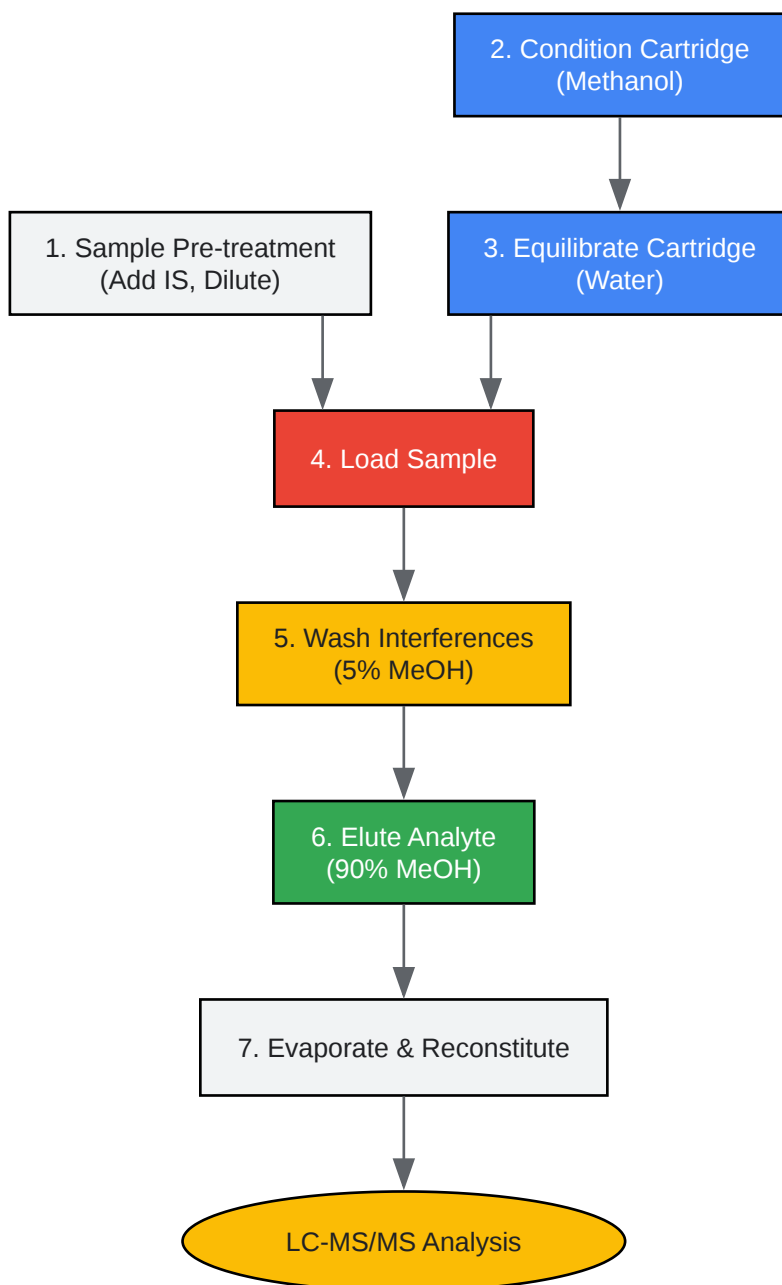 2. Condition Cartridge
(Methanol)
1. Sample Pre-treatment
(Add IS, Dilute)
3. Equilibrate Cartridge
(Water)
4. Load Sample
5. Wash Interferences
(5% MeOH)
6. Elute Analyte
(90% MeOH)
7. Evaporate & Reconstitute
LC-MS/MS Analysis